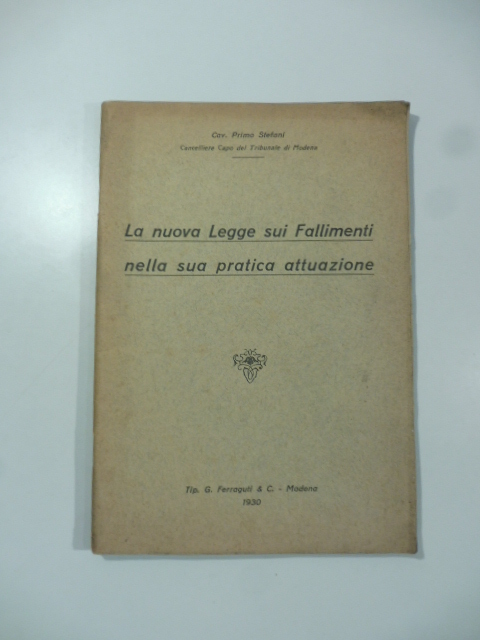 Cav. Primo Stefani
Cancelliere Capo del Tribunale di Modena
La nuova Legge sui Fallimenti
nella sua pratica attuazione
Tip. G. Ferraguti & C. - Modena
1930